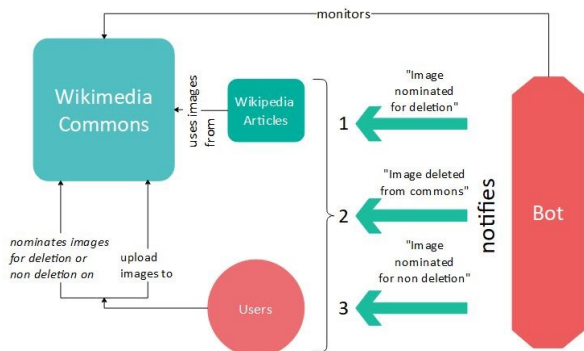 monitors
Wikimedia
Commons
uses images
from
Wikipedia
Articles
"Image
nominated
for deletion"
1
"Image deleted
from commons"
2
"Image
nominated
for non deletion"
3
notifies
Bot
nominates images
for deletion or
non deletion on
upload
images to
Users